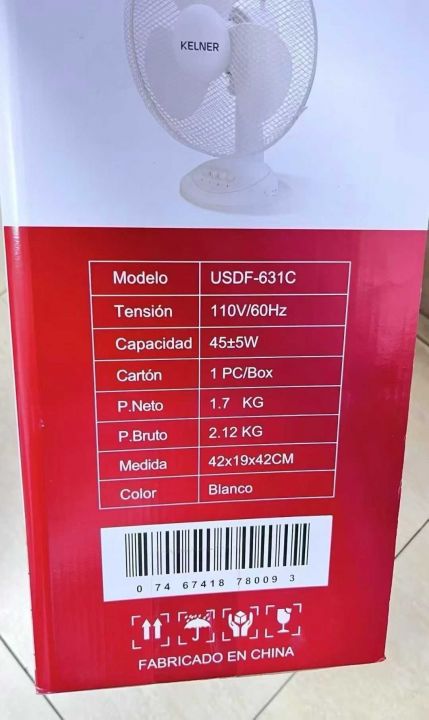 KELNER
Modelo USDF-631C
Tensión 110V/60Hz
Capacidad 45±5W
Cartón 1 PC/Box
P.Neto 1.7 KG
P.Bruto 2.12 KG
Medida 42x19x42CM
Color Blanco
0 74 67418 78009 3
FABRICADO EN CHINA